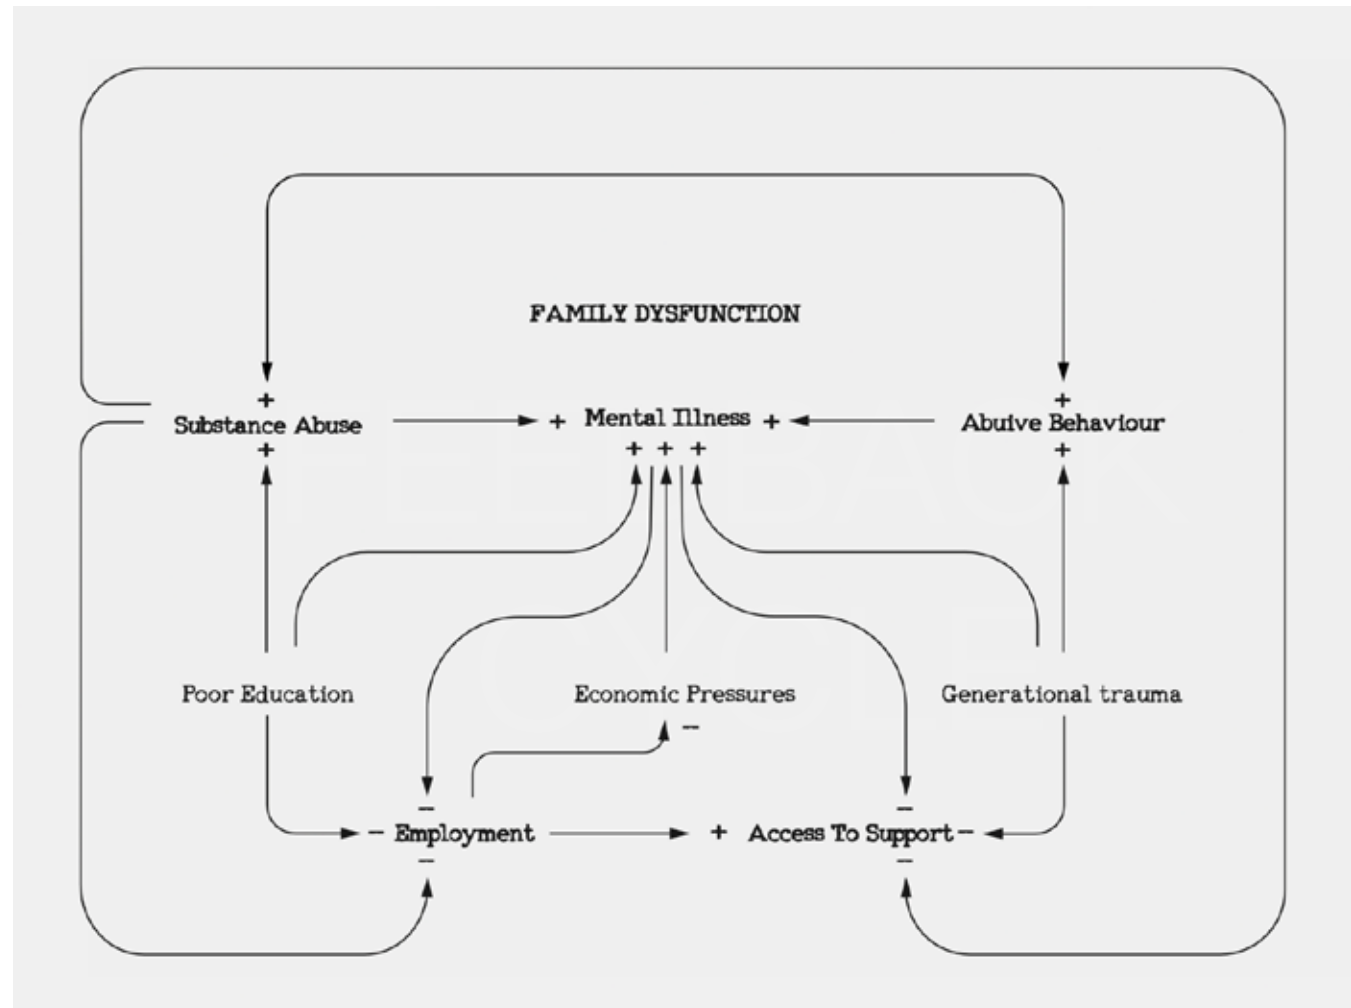 FAMILY DYSFUNCTION
+ +
Substance Abuse + Mental Illness + Abuive Behaviour
+ + + + +
Poor Education Economic Pressures Generational trauma
--
-- --
- Employment + Access To Support -
-- --